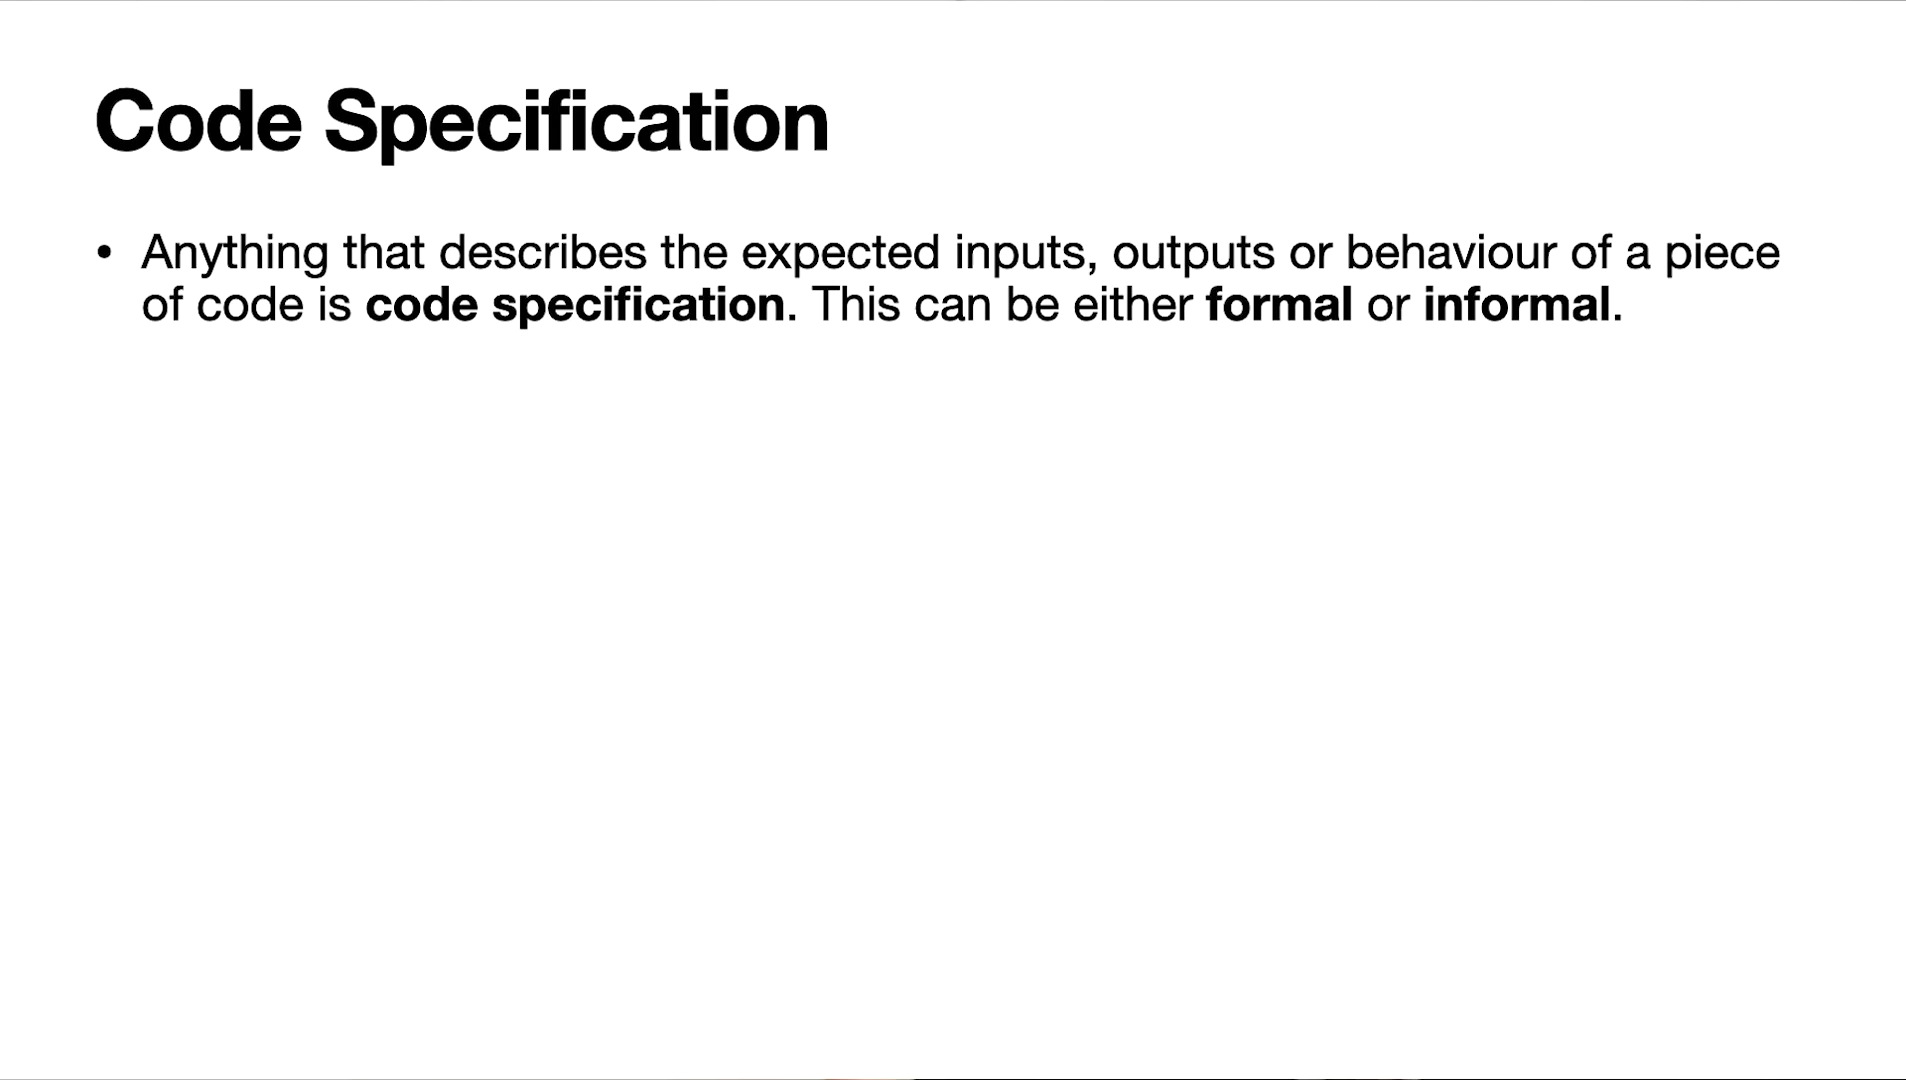 Code Specification
• Anything that describes the expected inputs, outputs or behaviour of a piece
of code is code specification. This can be either formal or informal.